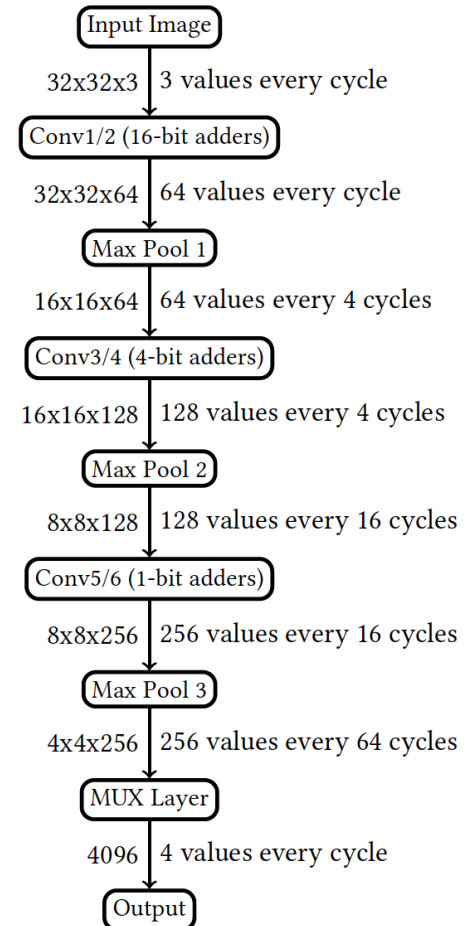 Input Image
32x32x3 3 values every cycle
Conv1/2 (16-bit adders)
32x32x64 64 values every cycle
Max Pool 1
16x16x64 64 values every 4 cycles
Conv3/4 (4-bit adders)
16x16x128 128 values every 4 cycles
Max Pool 2
8x8x128 128 values every 16 cycles
Conv5/6 (1-bit adders)
8x8x256 256 values every 16 cycles
Max Pool 3
4x4x256 256 values every 64 cycles
MUX Layer
4096 4 values every cycle
Output